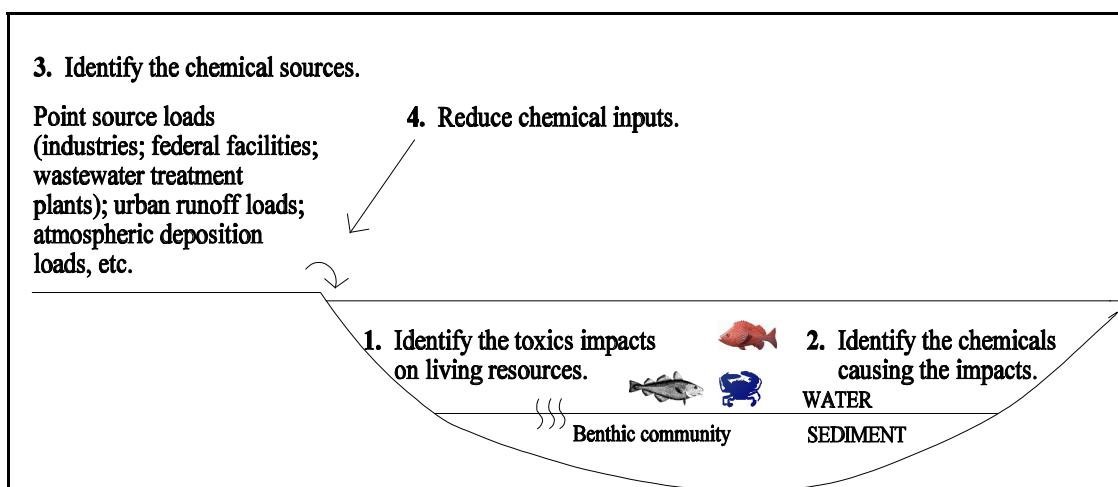 3. Identify the chemical sources.
Point source loads
(industries; federal facilities;
wastewater treatment
plants); urban runoff loads;
atmospheric deposition
loads, etc.
4. Reduce chemical inputs.
1. Identify the toxics impacts
on living resources.
2. Identify the chemicals
causing the impacts.
WATER
Benthic community
SEDIMENT